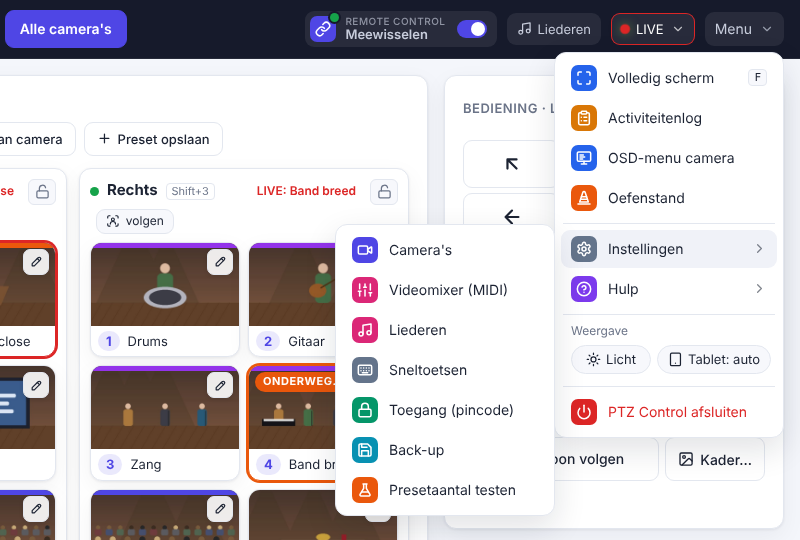 Alle camera's
REMOTE CONTROL
Meewisselen
Liederen
LIVE
Menu
an camera
Preset opslaan
BEDIENING · L
Volledig scherm F
Activiteitenlog
OSD-menu camera
Oefenstand
Instellingen
Hulp
Weergave
Licht
Tablet: auto
PTZ Control afsluiten
se
Rechts Shift+3 LIVE: Band breed
volgen
close
1 Drums
2 Gitaar
3 Zang
ONDERWEG.
4 Band br
Camera's
Videomixer (MIDI)
Liederen
Sneltoetsen
Toegang (pincode)
Back-up
Presetaantal testen
oon volgen
Kader...